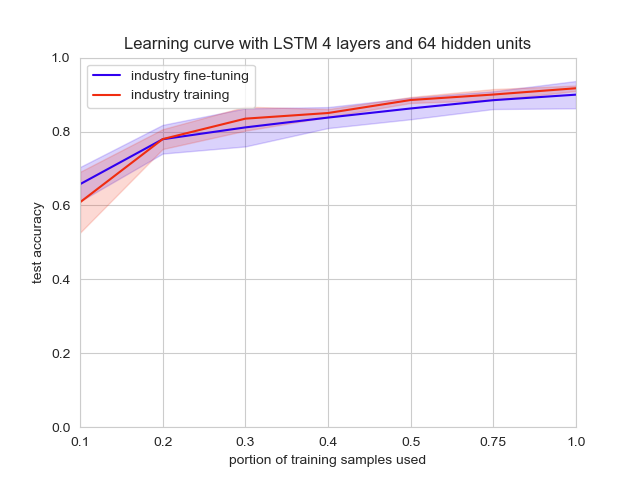 Learning curve with LSTM 4 layers and 64 hidden units
industry fine-tuning
industry training
1.0
0.8
0.6
0.4
0.2
0.0
test accuracy
0.1 0.2 0.3 0.4 0.5 0.75 1.0
portion of training samples used